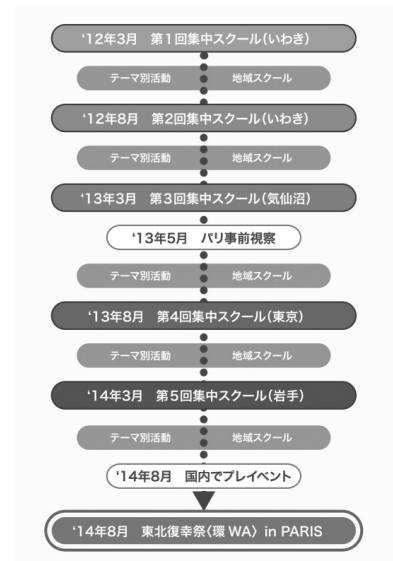 ‘12年3月　第1回集中スクール(いわき)
テーマ別活動　地域スクール
‘12年8月　第2回集中スクール(いわき)
テーマ別活動　地域スクール
‘13年3月　第3回集中スクール(気仙沼)
‘13年5月　パリ事前視察
テーマ別活動　地域スクール
‘13年8月　第4回集中スクール(東京)
テーマ別活動　地域スクール
‘14年3月　第5回集中スクール(岩手)
テーマ別活動　地域スクール
‘14年8月　国内でプレイベント
‘14年8月　東北復幸祭〈環 WA〉 in PARIS